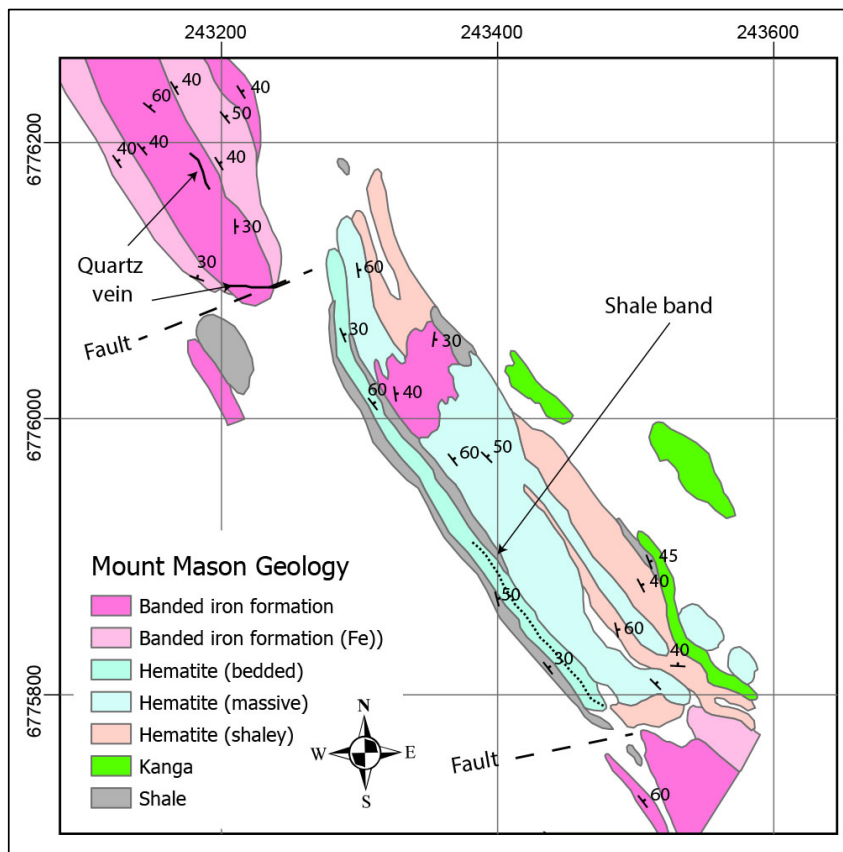 243200
243400
243600
6776200
6776000
6775800
40
40
60
50
40
40
40
30
30
Quartz
vein
Fault
60
30
30
60
40
Shale band
60
50
45
40
50
60
40
30
60
Fault
Mount Mason Geology
Banded iron formation
Banded iron formation (Fe))
Hematite (bedded)
Hematite (massive)
Hematite (shaley)
Kanga
Shale
N
W
E
S